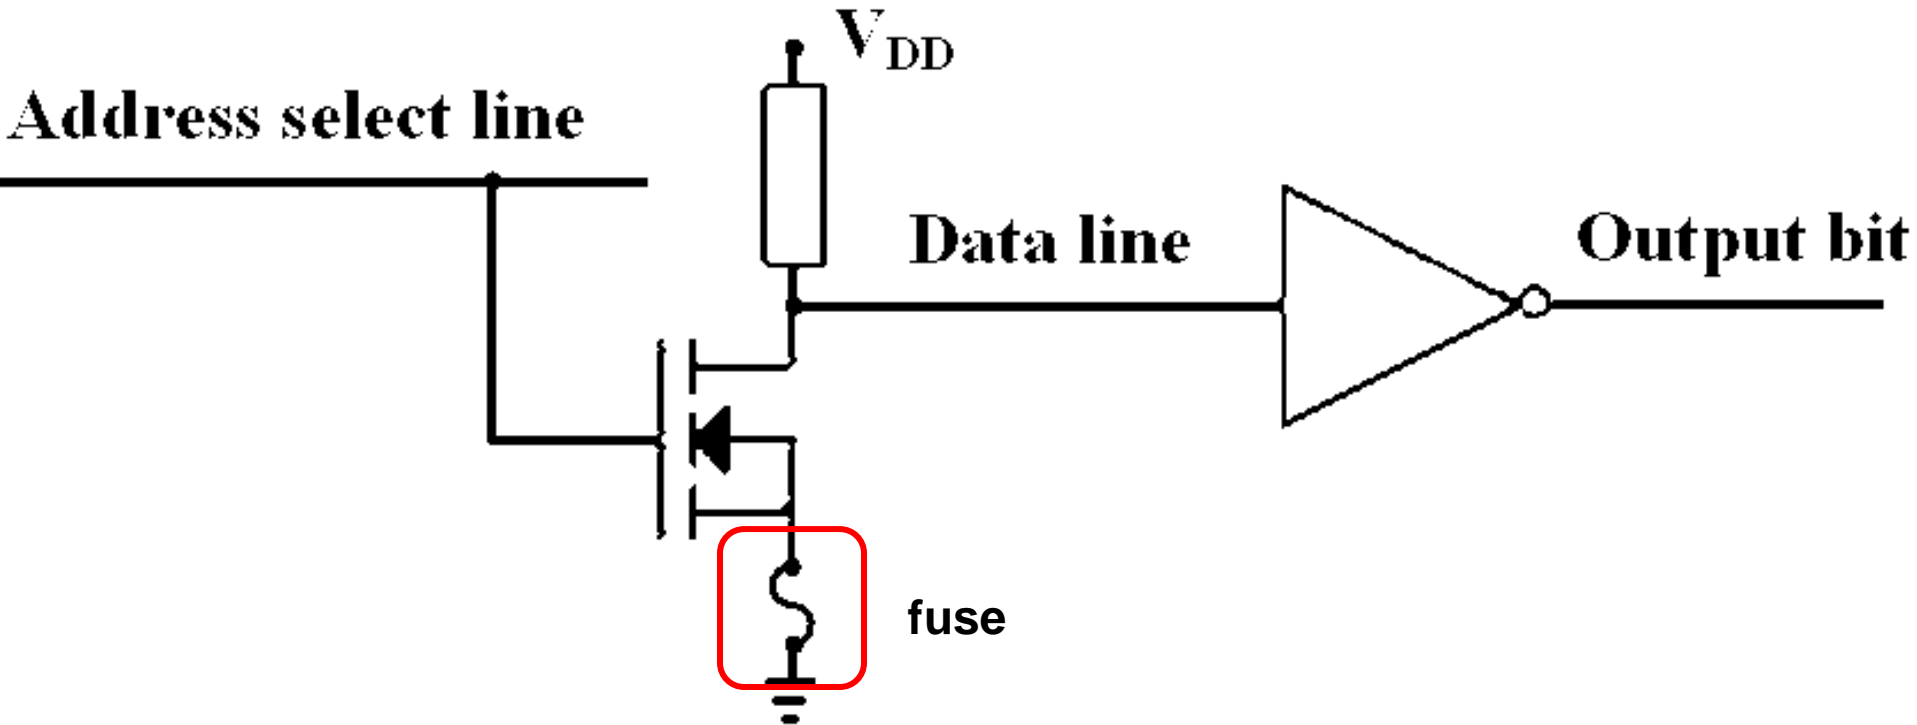 V_DD
Address select line
Data line
Output bit
fuse